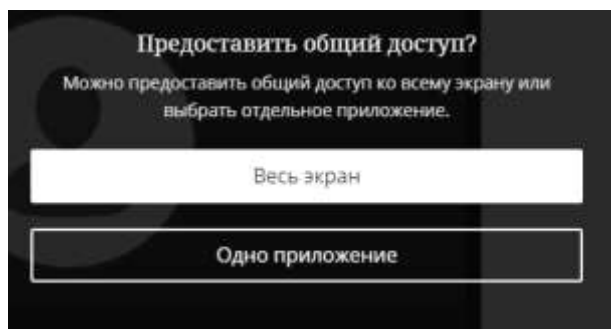 Предоставить общий доступ?
Можно предоставить общий доступ ко всему экрану или
выбрать отдельное приложение.
Весь экран
Одно приложение